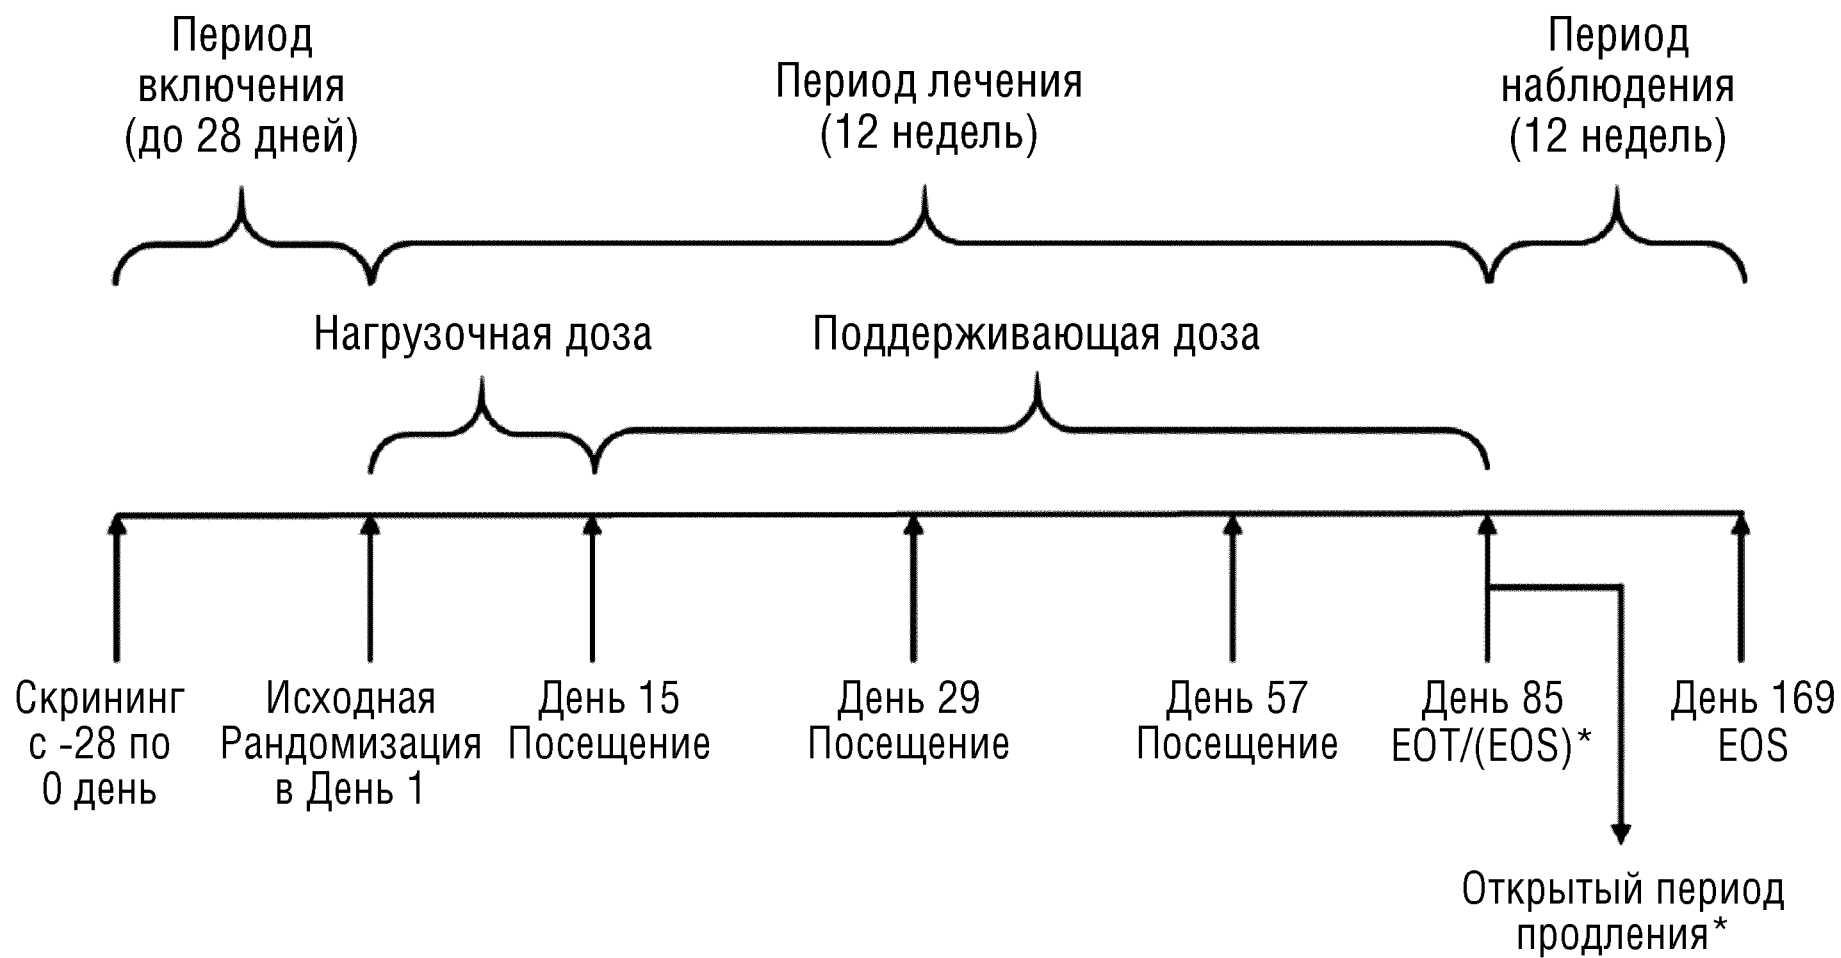 Период
включения
(до 28 дней)
Период лечения
(12 недель)
Период
наблюдения
(12 недель)
Нагрузочная доза
Поддерживающая доза
Скрининг
с -28 по
0 день
Исходная
Рандомизация
в День 1
День 15
Посещение
День 29
Посещение
День 57
Посещение
День 85
EOT/(EOS)*
День 169
EOS
Открытый период
продления*